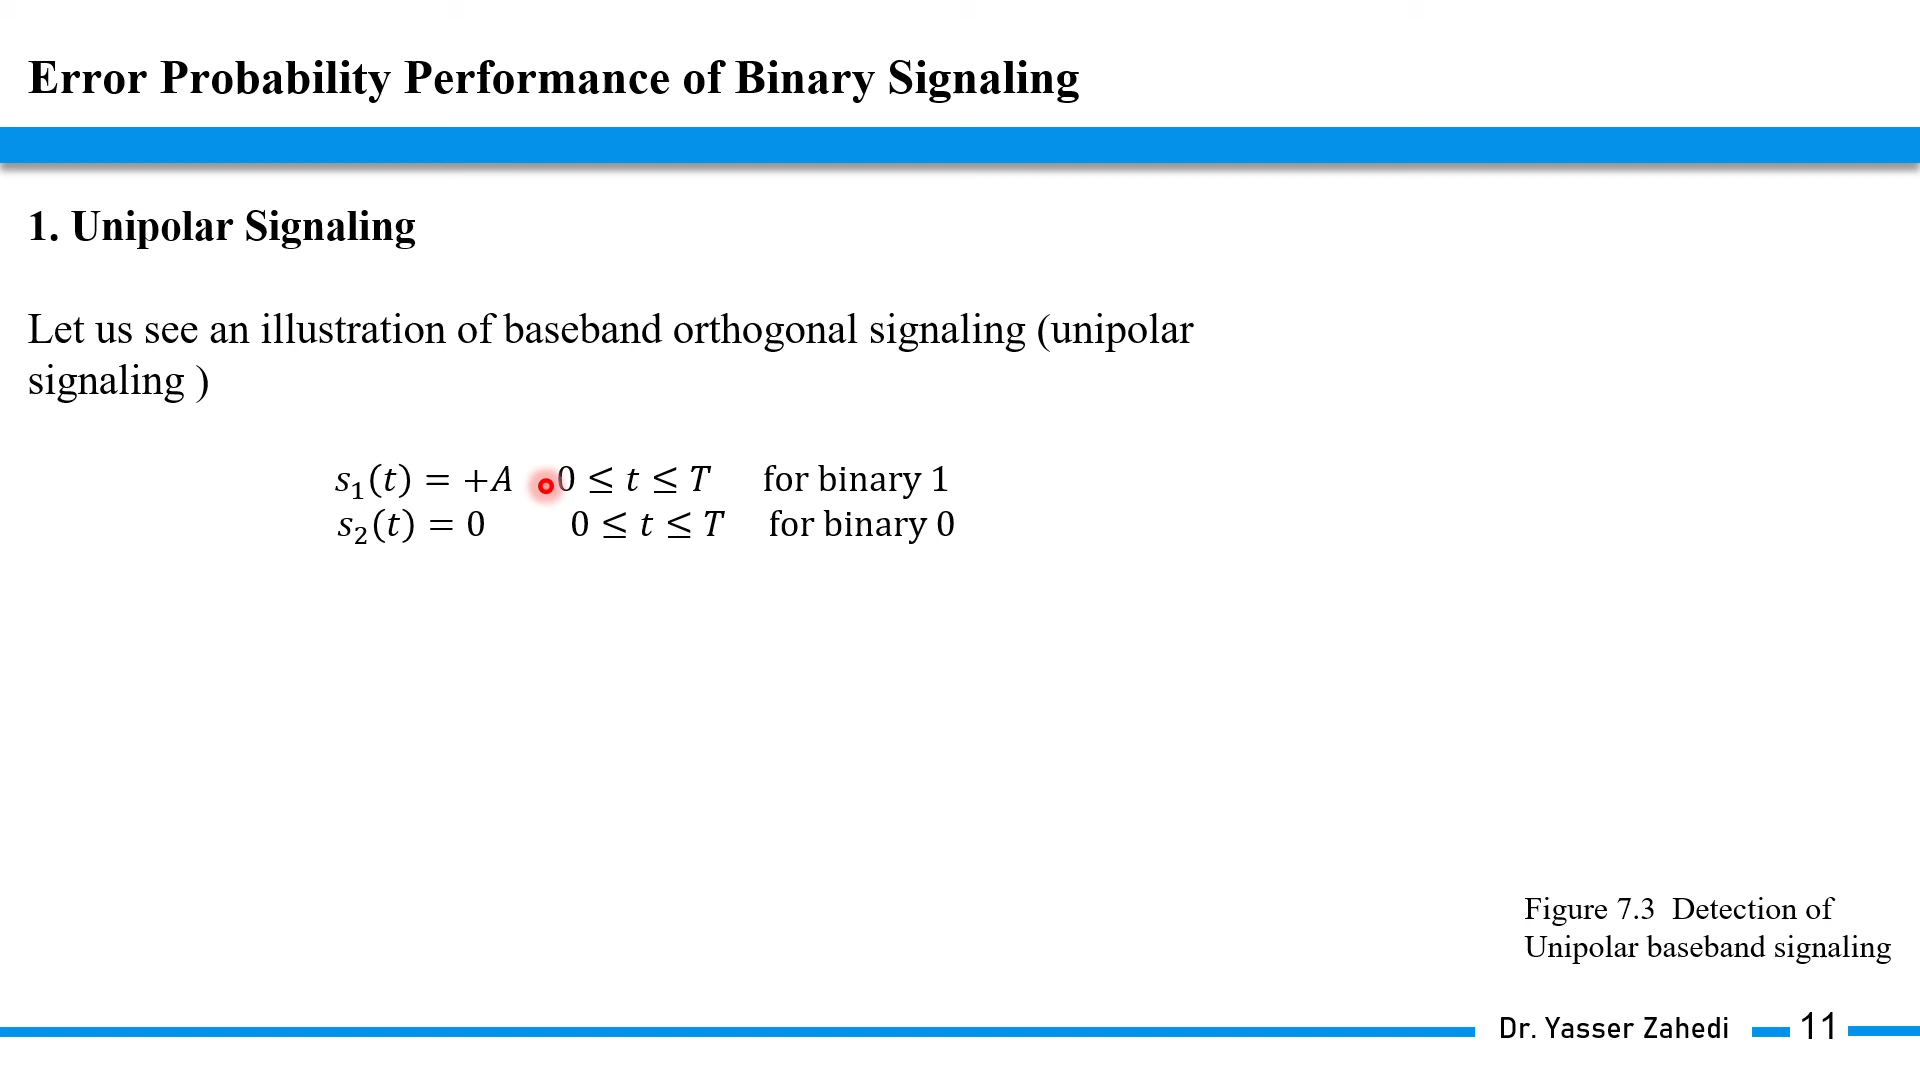 Error Probability Performance of Binary Signaling
1. Unipolar Signaling
Let us see an illustration of baseband orthogonal signaling (unipolar
signaling )
s₁(t) = +A 0 ≤ t ≤ T for binary 1
s₂(t) = 0 0 ≤ t ≤ T for binary 0
Figure 7.3 Detection of
Unipolar baseband signaling
Dr. Yasser Zahedi 11